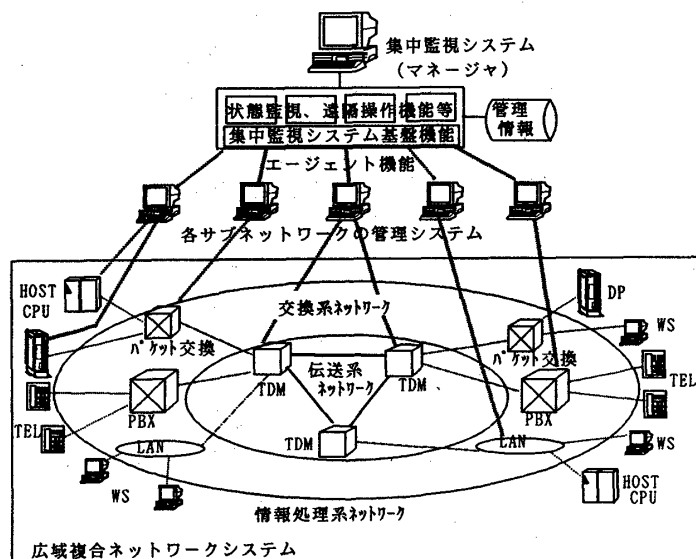 集中監視システム
(マネージャ)
状態監視、遠隔操作機能等
集中監視システム基盤機能
管理
情報
エージェント機能
各サブネットワークの管理システム
HOST
CPU
交換系ネットワーク
DP
WS
パケット交換
パケット交換
伝送系
ネットワーク
TDM
TDM
TEL
TEL
PBX
PBX
LAN
TDM
LAN
WS
WS
HOST
CPU
情報処理系ネットワーク
広域複合ネットワークシステム